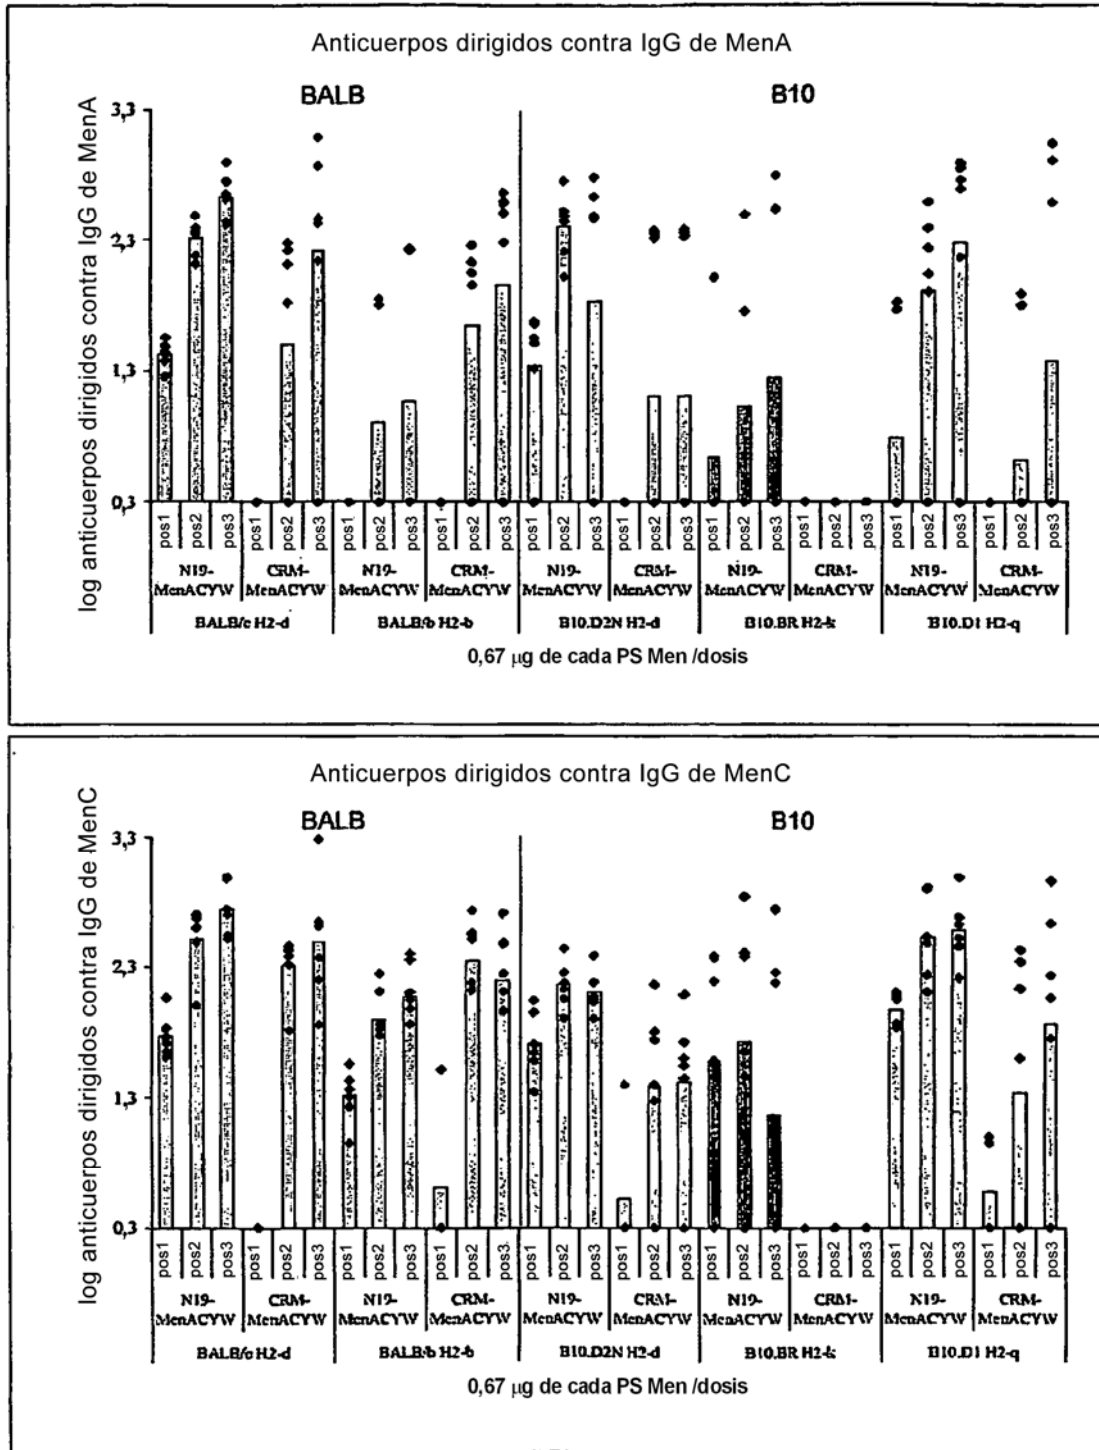 Anticuerpos dirigidos contra IgG de MenA
BALB B10
log anticuerpos dirigidos contra IgG de MenA
3,3
2,3
1,3
0,3
pos1 pos2 pos3 pos1 pos2 pos3 pos1 pos2 pos3 pos1 pos2 pos3 pos1 pos2 pos3 pos1 pos2 pos3 pos1 pos2 pos3 pos1 pos2 pos3 pos1 pos2 pos3 pos1 pos2 pos3
N19- CRM- N19- CRM- N19- CRM- N19- CRM- N19- CRM-
MenACYW MenACYW MenACYW MenACYW MenACYW MenACYW MenACYW MenACYW MenACYW MenACYW
BALB/c H2-d BALB/b H2-b B10.D2N H2-d B10.BR H2-k B10.D1 H2-q
0,67 µg de cada PS Men /dosis
Anticuerpos dirigidos contra IgG de MenC
BALB B10
log anticuerpos dirigidos contra IgG de MenC
3,3
2,3
1,3
0,3
pos1 pos2 pos3 pos1 pos2 pos3 pos1 pos2 pos3 pos1 pos2 pos3 pos1 pos2 pos3 pos1 pos2 pos3 pos1 pos2 pos3 pos1 pos2 pos3 pos1 pos2 pos3 pos1 pos2 pos3
N19- CRM- N19- CRM- N19- CRM- N19- CRM- N19- CRM-
MenACYW MenACYW MenACYW MenACYW MenACYW MenACYW MenACYW MenACYW MenACYW MenACYW
BALB/c H2-d BALB/b H2-b B10.D2N H2-d B10.BR H2-k B10.D1 H2-q
0,67 µg de cada PS Men /dosis